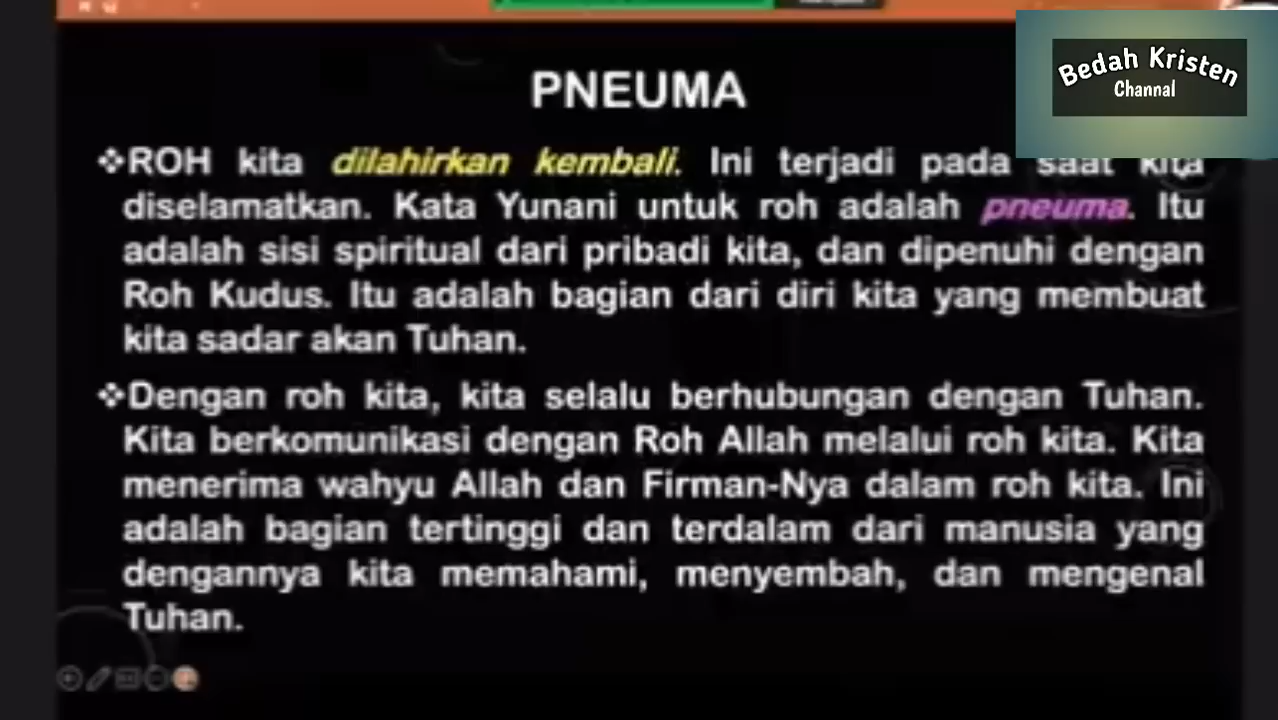 Bedah Kristen
Channal
PNEUMA
❖ROH kita dilahirkan kembali. Ini terjadi pada saat kita
diselamatkan. Kata Yunani untuk roh adalah pneuma. Itu
adalah sisi spiritual dari pribadi kita, dan dipenuhi dengan
Roh Kudus. Itu adalah bagian dari diri kita yang membuat
kita sadar akan Tuhan.
❖Dengan roh kita, kita selalu berhubungan dengan Tuhan.
Kita berkomunikasi dengan Roh Allah melalui roh kita. Kita
menerima wahyu Allah dan Firman-Nya dalam roh kita. Ini
adalah bagian tertinggi dan terdalam dari manusia yang
dengannya kita memahami, menyembah, dan mengenal
Tuhan.